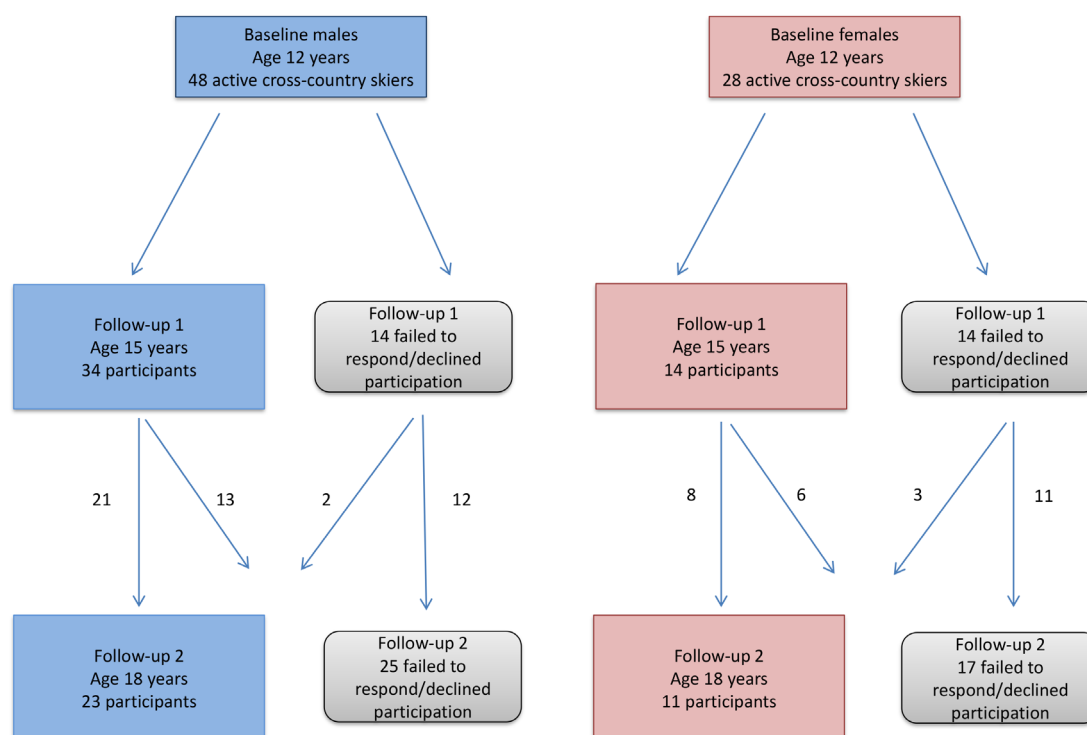 Baseline males
Age 12 years
48 active cross-country skiers
Baseline females
Age 12 years
28 active cross-country skiers
Follow-up 1
Age 15 years
34 participants
Follow-up 1
14 failed to
respond/declined
participation
Follow-up 1
Age 15 years
14 participants
Follow-up 1
14 failed to
respond/declined
participation
21
13
2
12
8
6
3
11
Follow-up 2
Age 18 years
23 participants
Follow-up 2
25 failed to
respond/declined
participation
Follow-up 2
Age 18 years
11 participants
Follow-up 2
17 failed to
respond/declined
participation